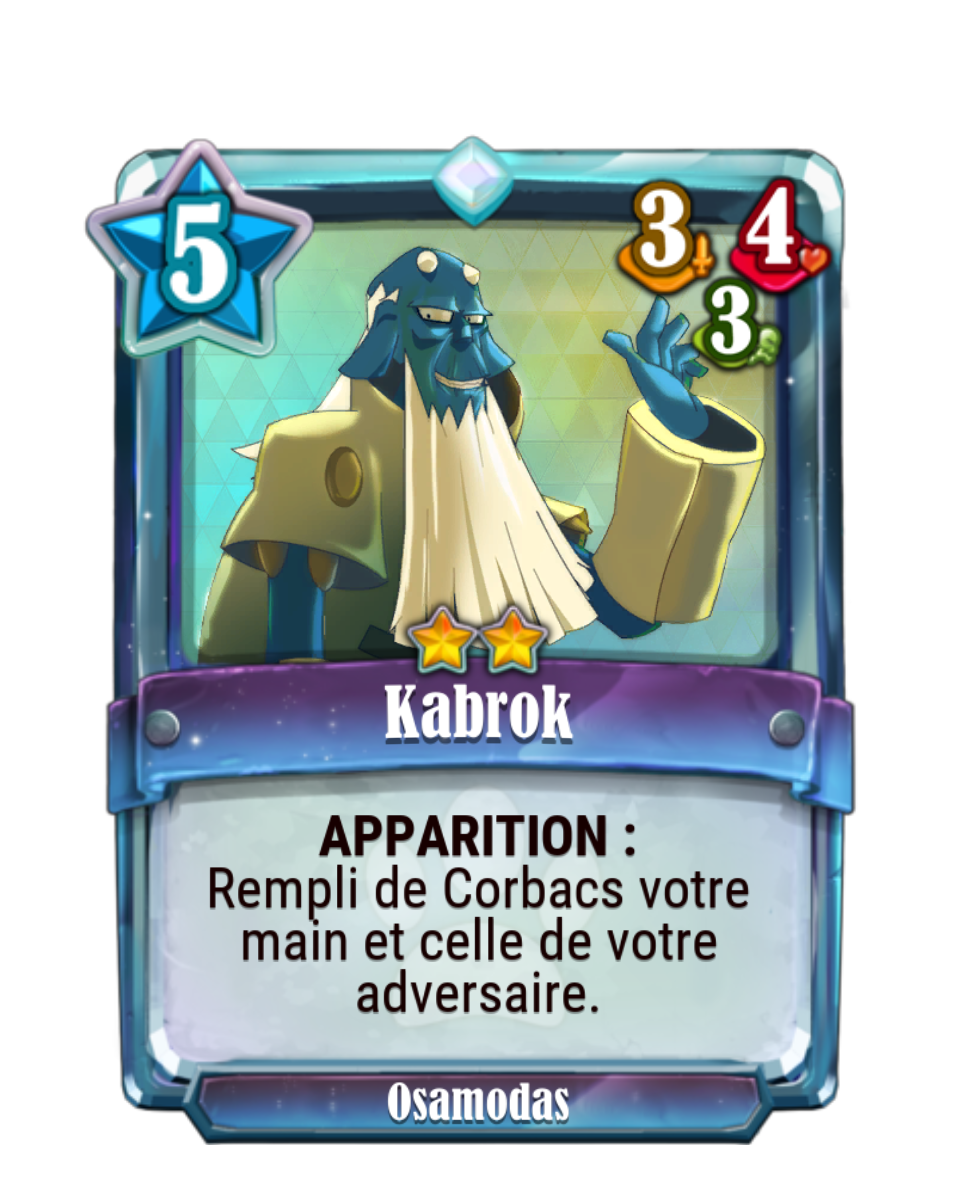 5
3
4
3
Kabrok
APPARITION :
Rempli de Corbacs votre
main et celle de votre
adversaire.
Osamodas